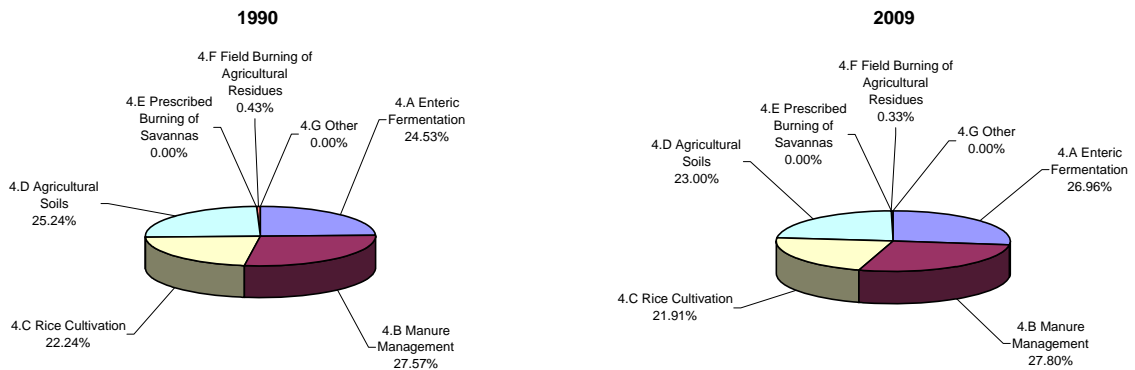 1990
4.F Field Burning of
Agricultural
Residues
0.43%
4.E Prescribed
Burning of
Savannas
0.00%
4.G Other
0.00%
4.A Enteric
Fermentation
24.53%
4.D Agricultural
Soils
25.24%
4.C Rice Cultivation
22.24%
4.B Manure
Management
27.57%
2009
4.F Field Burning of
Agricultural
Residues
0.33%
4.E Prescribed
Burning of
Savannas
0.00%
4.G Other
0.00%
4.D Agricultural
Soils
23.00%
4.A Enteric
Fermentation
26.96%
4.C Rice Cultivation
21.91%
4.B Manure
Management
27.80%